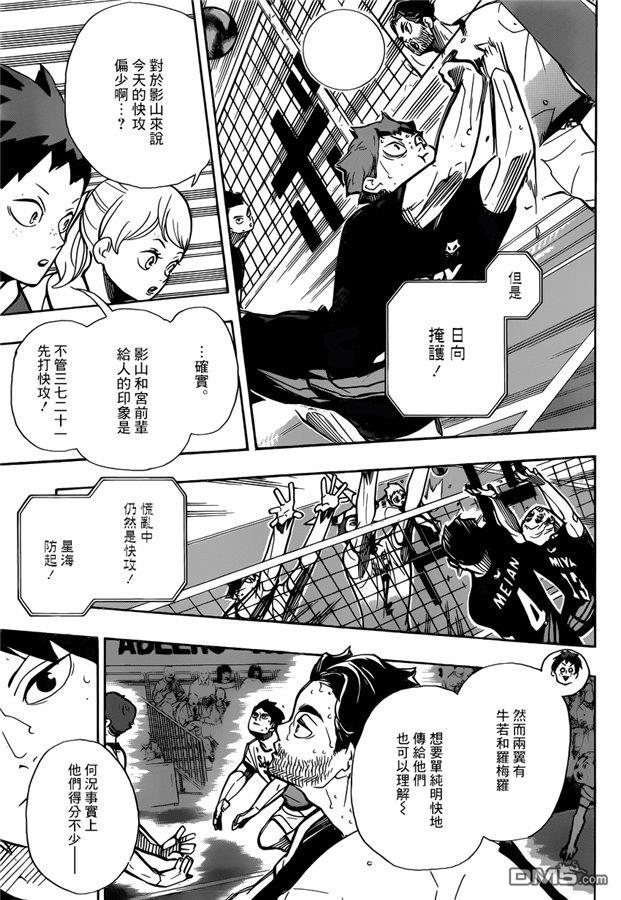 但是
日向
掩護！
對於影山來說
今天的快攻
偏少啊…？
…確實。
影山和宮前輩
給人的印象是
不管三七二十一
先打快攻！
MEIAN
4
15
慌亂中
仍然是快攻！
星海
防起！
ADLERS
然而兩翼有
牛若和羅梅羅
想要單純明快地
傳給他們
也可以理解～
何況事實上
他們得分不少──
DM5.com